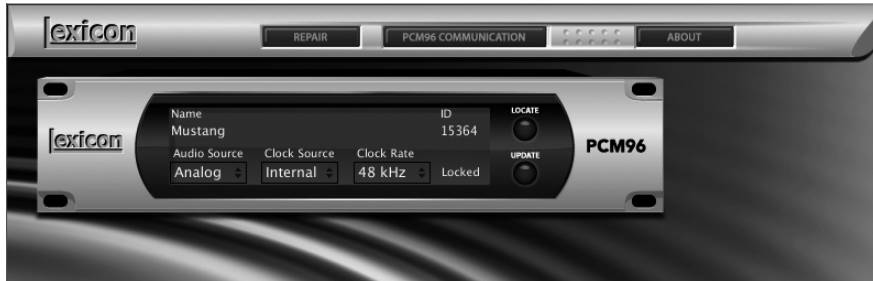 lexicon
REPAIR PCM96 COMMUNICATION ABOUT
Name ID LOCATE
Mustang 15364
lexicon PCM96
Audio Source Clock Source Clock Rate UPDATE
Analog Internal 48 kHz Locked